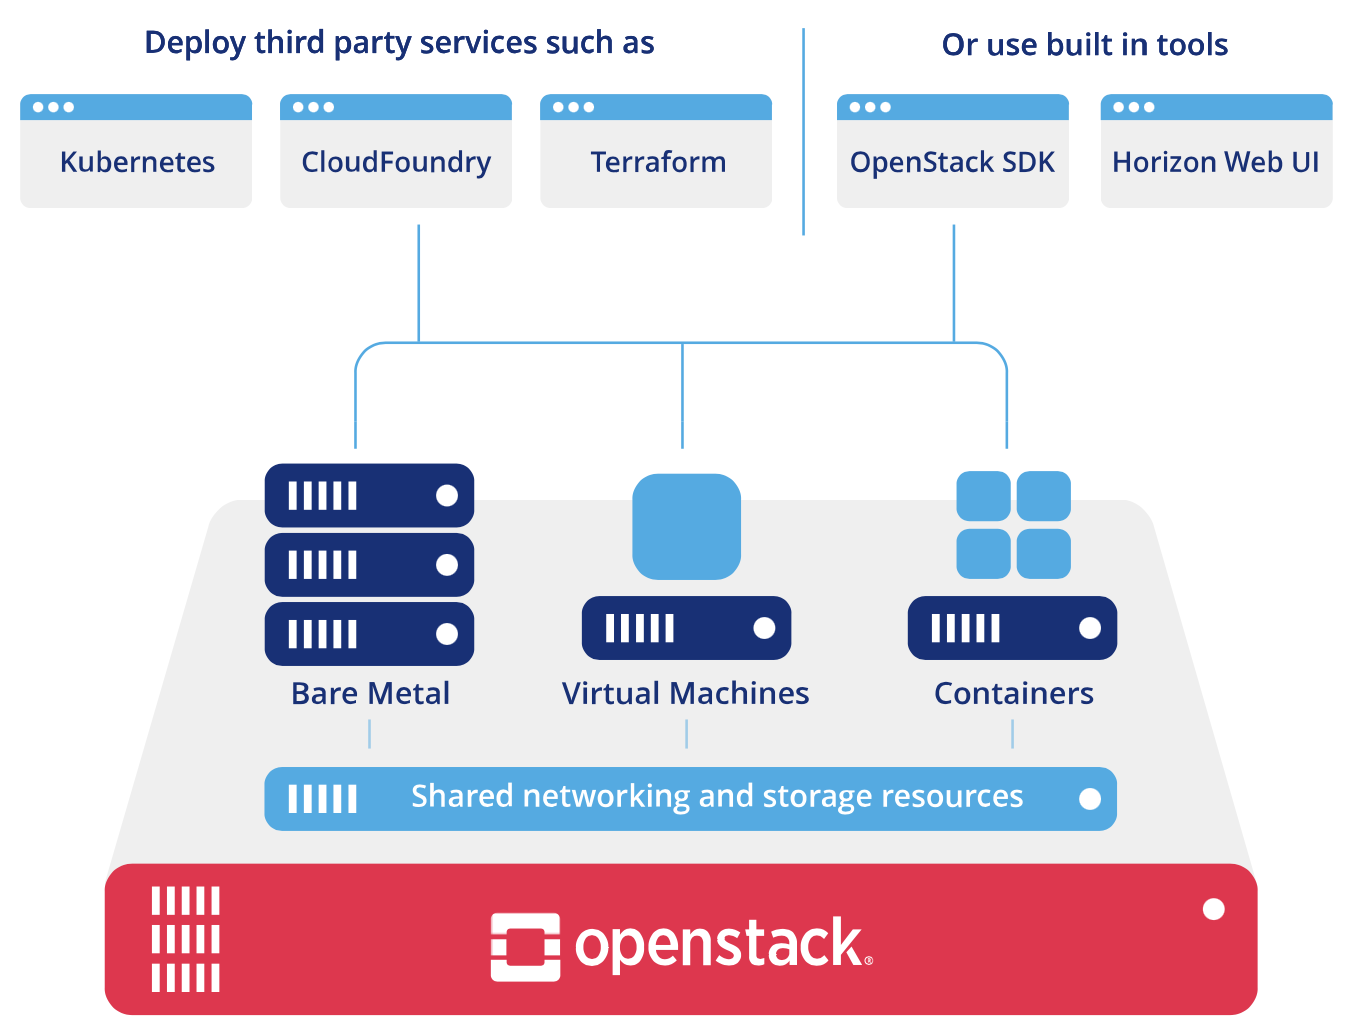 Deploy third party services such as
Or use built in tools
Kubernetes
CloudFoundry
Terraform
OpenStack SDK
Horizon Web UI
Bare Metal
Virtual Machines
Containers
Shared networking and storage resources
openstack®